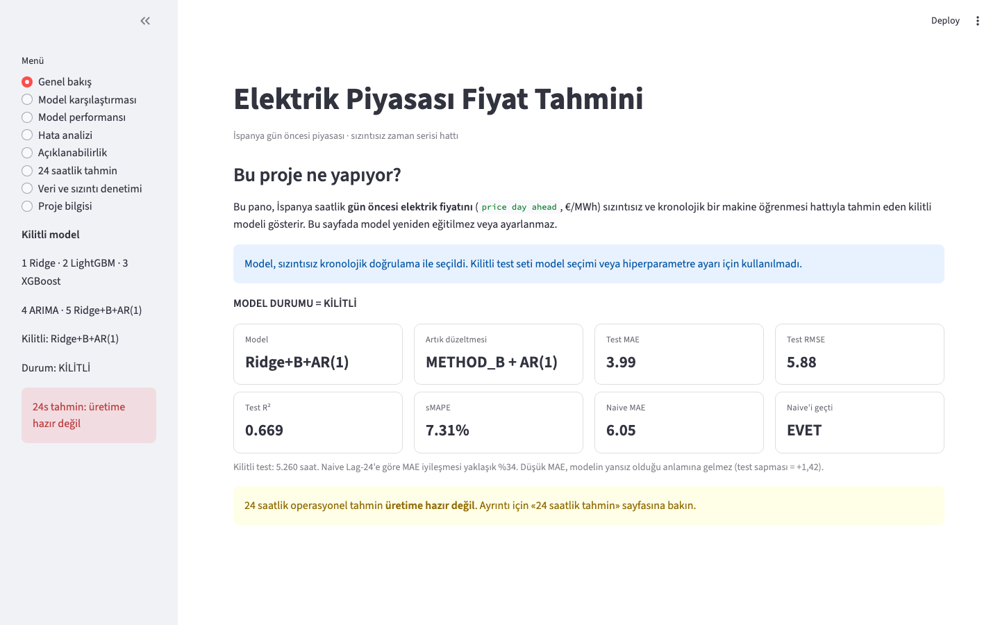 Deploy
Menü
Genel bakış
Model karşılaştırması
Model performansı
Hata analizi
Açıklanabilirlik
24 saatlik tahmin
Veri ve sızıntı denetimi
Proje bilgisi
Kilitli model
1 Ridge · 2 LightGBM · 3
XGBoost
4 ARIMA · 5 Ridge+B+AR(1)
Kilitli: Ridge+B+AR(1)
Durum: KİLİTLİ
24s tahmin: üretime
hazır değil
Elektrik Piyasası Fiyat Tahmini
İspanya gün öncesi piyasası · sızıntısız zaman serisi hattı
Bu proje ne yapıyor?
Bu pano, İspanya saatlik gün öncesi elektrik fiyatını ( price day ahead , €/MWh) sızıntısız ve kronolojik bir makine öğrenmesi hattıyla tahmin eden kilitli
modeli gösterir. Bu sayfada model yeniden eğitilmez veya ayarlanmaz.
Model, sızıntısız kronolojik doğrulama ile seçildi. Kilitli test seti model seçimi veya hiperparametre ayarı için kullanılmadı.
MODEL DURUMU = KİLİTLİ
Model
Ridge+B+AR(1)
Artık düzeltmesi
METHOD_B + AR(1)
Test MAE
3.99
Test RMSE
5.88
Test R²
0.669
sMAPE
7.31%
Naive MAE
6.05
Naive'i geçti
EVET
Kilitli test: 5.260 saat. Naive Lag-24'e göre MAE iyileşmesi yaklaşık %34. Düşük MAE, modelin yansız olduğu anlamına gelmez (test sapması = +1,42).
24 saatlik operasyonel tahmin üretime hazır değil. Ayrıntı için «24 saatlik tahmin» sayfasına bakın.